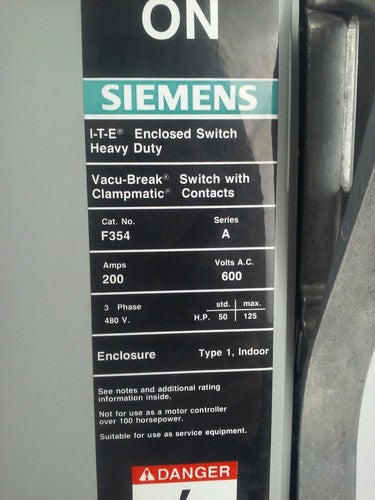 ON
SIEMENS
I-T-E® Enclosed Switch
Heavy Duty
Vacu-Break® Switch with
Clampmatic® Contacts
Cat. No. Series
F354 A
Amps Volts A.C.
200 600
3 Phase std. max.
480 V. H.P. 50 125
Enclosure Type 1, Indoor
See notes and additional rating
information inside.
Not for use as a motor controller
over 100 horsepower.
Suitable for use as service equipment.
DANGER